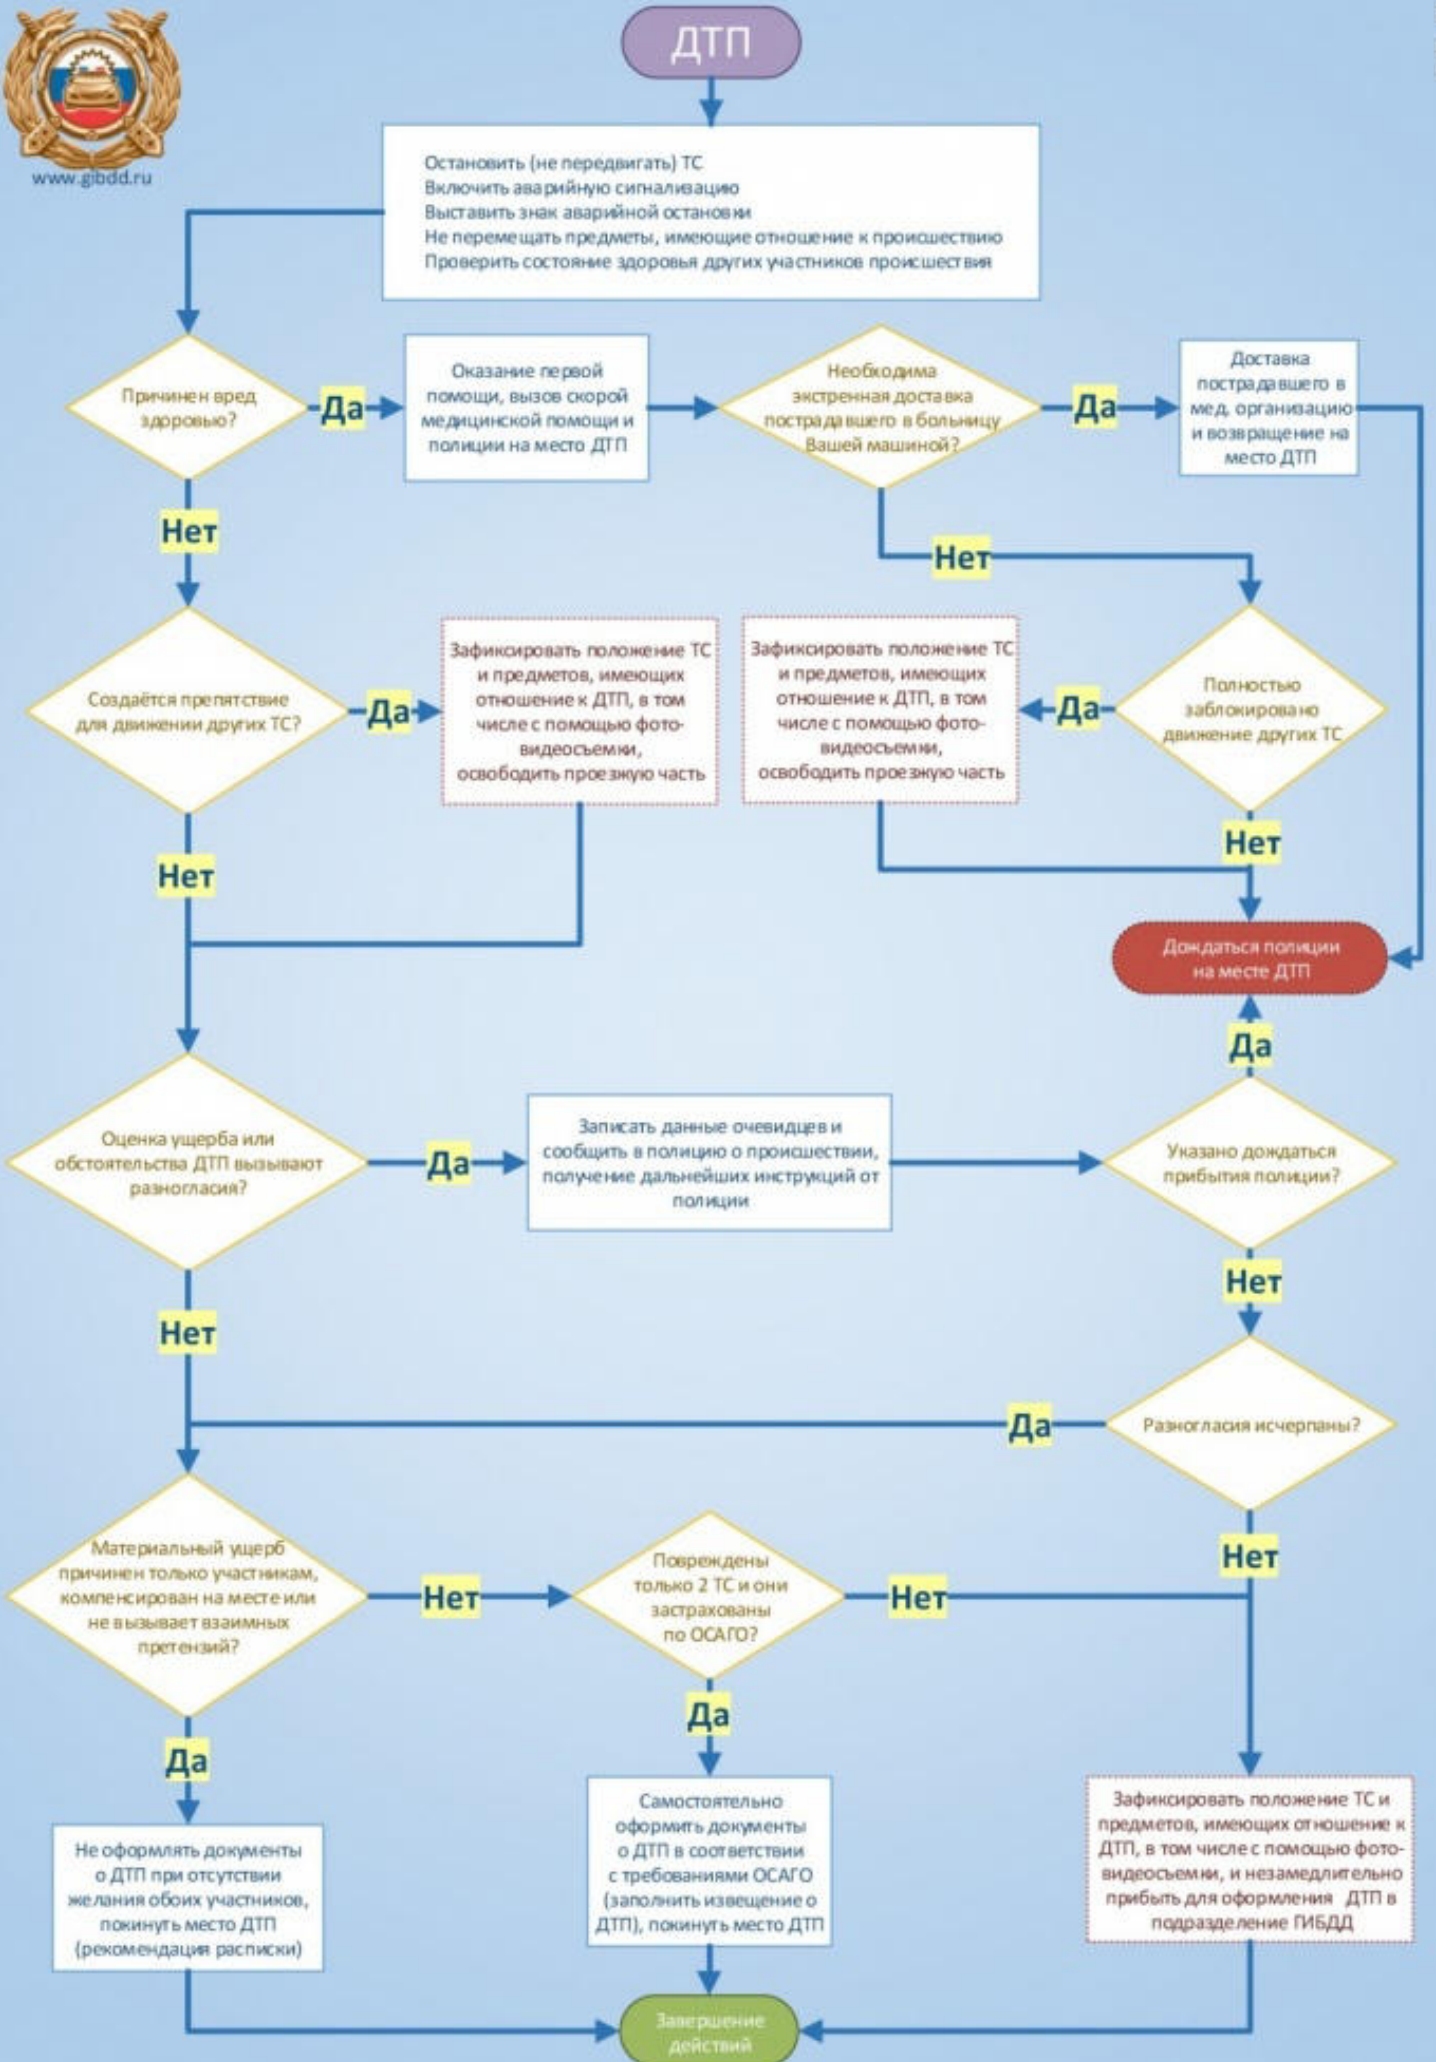 ДТП
www.gibdd.ru
Остановить (не передвигать) ТС
Включить аварийную сигнализацию
Выставить знак аварийной остановки
Не перемещать предметы, имеющие отношение к происшествию
Проверить состояние здоровья других участников происшествия
Причинен вред
здоровью?
Да
Оказание первой
помощи, вызов скорой
медицинской помощи и
полиции на место ДТП
Необходима
экстренная доставка
пострадавшего в больницу
Вашей машиной?
Да
Доставка
пострадавшего в
мед. организацию
и возвращение на
место ДТП
Нет
Нет
Создаётся препятствие
для движении других ТС?
Да
Зафиксировать положение ТС
и предметов, имеющих
отношение к ДТП, в том
числе с помощью фото-
видеосъемки,
освободить проезжую часть
Зафиксировать положение ТС
и предметов, имеющих
отношение к ДТП, в том
числе с помощью фото-
видеосъемки,
освободить проезжую часть
Да
Полностью
заблокировано
движение других ТС
Нет
Нет
Дождаться полиции
на месте ДТП
Да
Оценка ущерба или
обстоятельства ДТП вызывают
разногласия?
Да
Записать данные очевидцев и
сообщить в полицию о происшествии,
получение дальнейших инструкций от
полиции
Указано дождаться
прибытия полиции?
Нет
Нет
Да
Разногласия исчерпаны?
Нет
Материальный ущерб
причинен только участникам,
компенсирован на месте или
не вызывает взаимных
претензий?
Нет
Повреждены
только 2 ТС и они
застрахованы
по ОСАГО?
Нет
Да
Да
Не оформлять документы
о ДТП при отсутствии
желания обоих участников,
покинуть место ДТП
(рекомендация расписки)
Самостоятельно
оформить документы
о ДТП в соответствии
с требованиями ОСАГО
(заполнить извещение о
ДТП), покинуть место ДТП
Зафиксировать положение ТС и
предметов, имеющих отношение к
ДТП, в том числе с помощью фото-
видеосъемки, и незамедлительно
прибыть для оформления ДТП в
подразделение ГИБДД
Завершение
действий